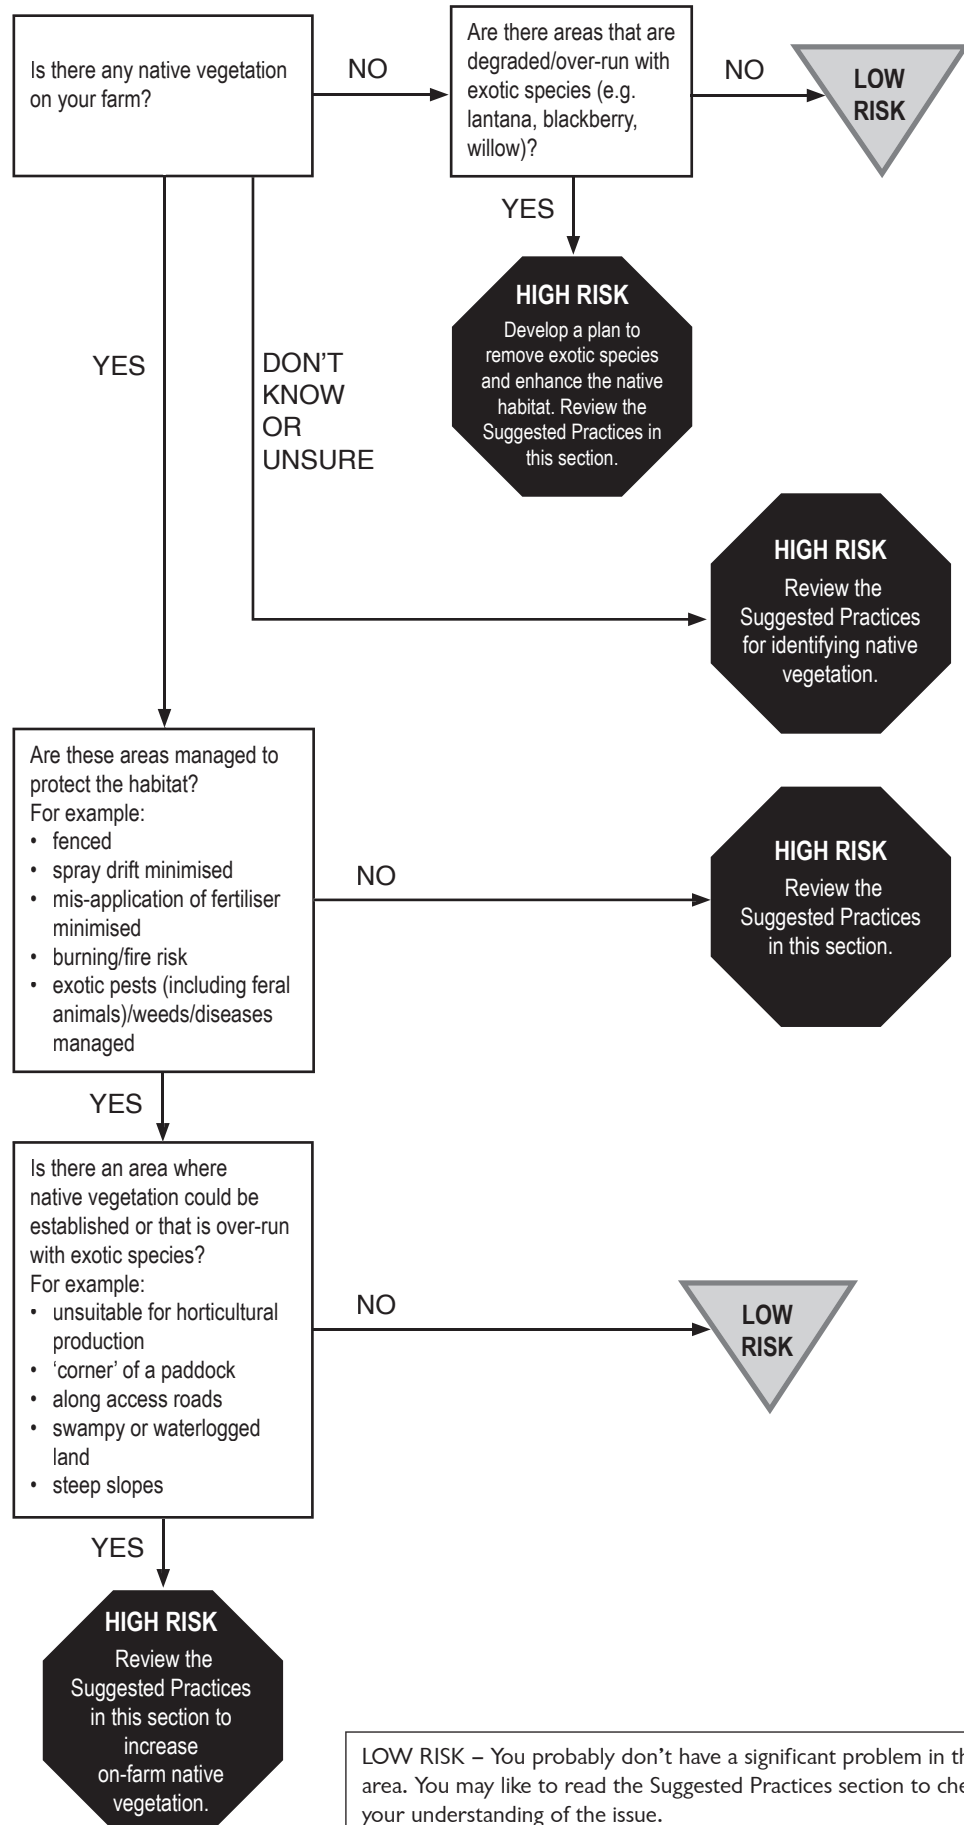 Is there any native vegetation
on your farm?
NO
Are there areas that are
degraded/over-run with
exotic species (e.g.
lantana, blackberry,
willow)?
NO
LOW
RISK
YES
HIGH RISK
Develop a plan to
remove exotic species
and enhance the native
habitat. Review the
Suggested Practices in
this section.
YES
DON'T
KNOW
OR
UNSURE
HIGH RISK
Review the
Suggested Practices
for identifying native
vegetation.
Are these areas managed to
protect the habitat?
For example:
• fenced
• spray drift minimised
• mis-application of fertiliser
minimised
• burning/fire risk
• exotic pests (including feral
animals)/weeds/diseases
managed
NO
HIGH RISK
Review the
Suggested Practices
in this section.
YES
Is there an area where
native vegetation could be
established or that is over-run
with exotic species?
For example:
• unsuitable for horticultural
production
• ‘corner’ of a paddock
• along access roads
• swampy or waterlogged
land
• steep slopes
NO
LOW
RISK
YES
HIGH RISK
Review the
Suggested Practices
in this section to
increase
on-farm native
vegetation.
LOW RISK – You probably don’t have a significant problem in th
area. You may like to read the Suggested Practices section to che
your understanding of the issue.